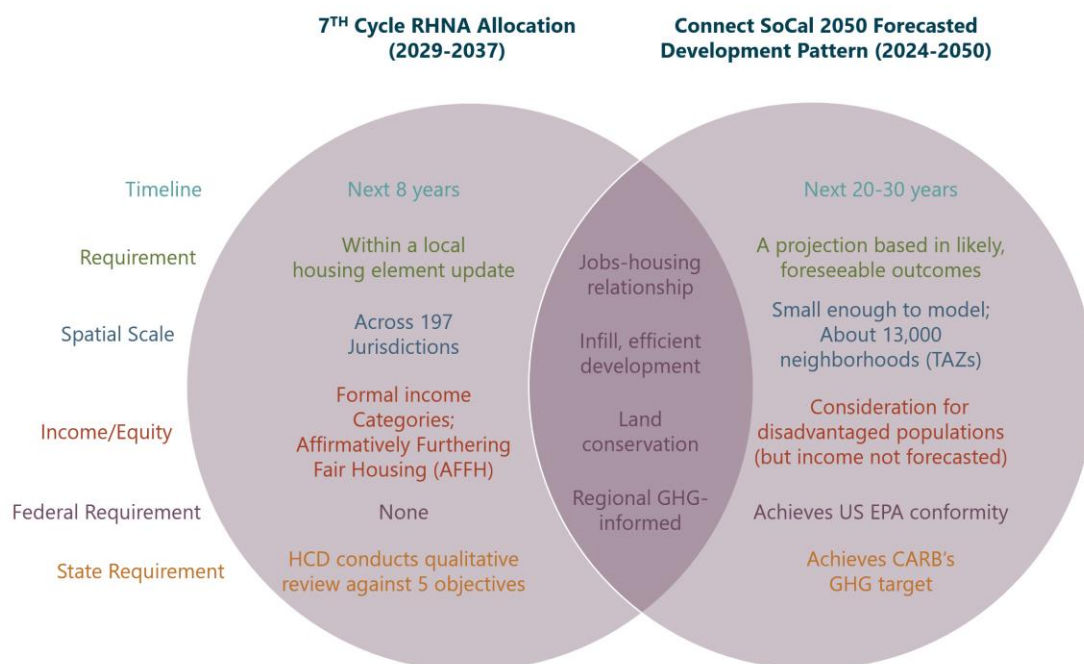 7TH Cycle RHNA Allocation
(2029-2037)
Connect SoCal 2050 Forecasted
Development Pattern (2024-2050)
Timeline
Next 8 years
Next 20-30 years
Requirement
Within a local
housing element update
A projection based in likely,
foreseeable outcomes
Jobs-housing
relationship
Spatial Scale
Across 197
Jurisdictions
Small enough to model;
About 13,000
neighborhoods (TAZs)
Infill, efficient
development
Income/Equity
Formal income
Categories;
Affirmatively Furthering
Fair Housing (AFFH)
Land
conservation
Consideration for
disadvantaged populations
(but income not forecasted)
Federal Requirement
None
Regional GHG-
informed
Achieves US EPA conformity
State Requirement
HCD conducts qualitative
review against 5 objectives
Achieves CARB’s
GHG target